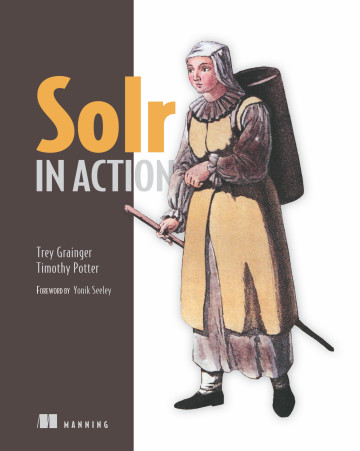 Solr
IN ACTION
Trey Grainger
Timothy Potter
FOREWORD BY Yonik Seeley
MANNING